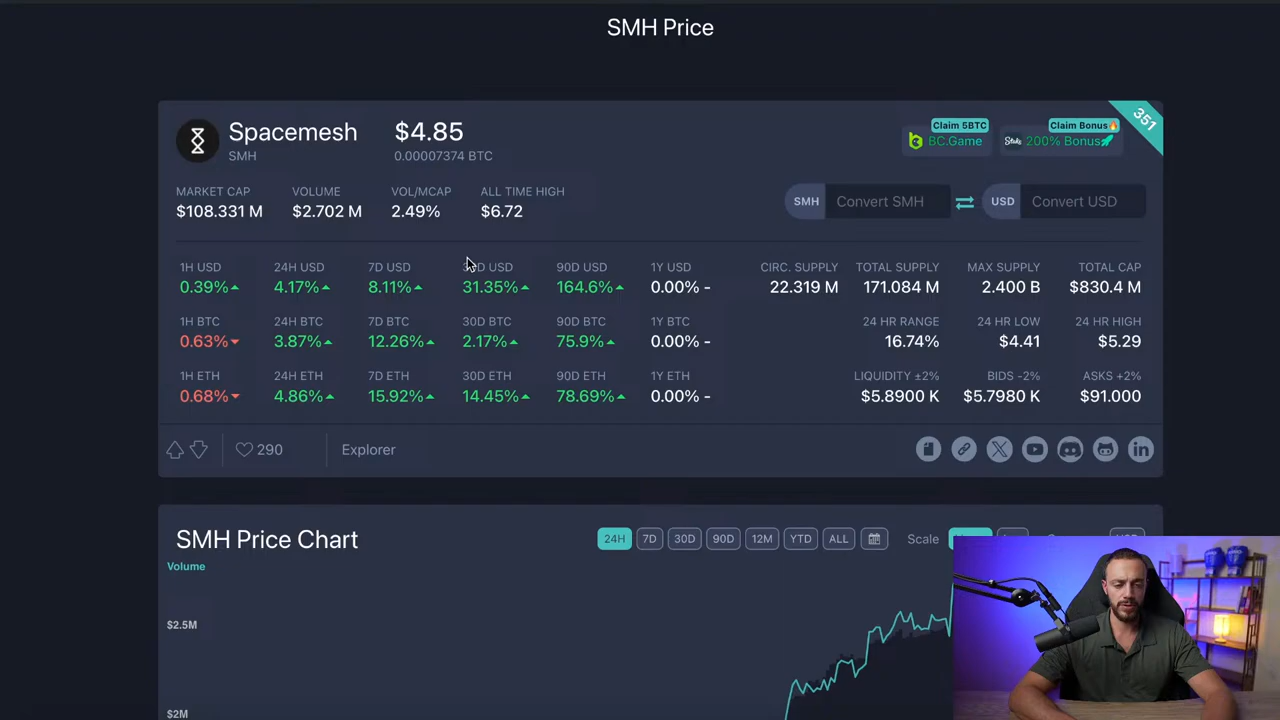 SMH Price
Spacemesh
SMH
$4.85
0.00007374 BTC
Claim 5BTC
BC.Game
Claim Bonus🔥
Stake 200% Bonus🚀
351
MARKET CAP VOLUME VOL/MCAP ALL TIME HIGH
$108.331 M $2.702 M 2.49% $6.72
SMH Convert SMH USD Convert USD
1H USD 24H USD 7D USD 30D USD 90D USD 1Y USD CIRC. SUPPLY TOTAL SUPPLY MAX SUPPLY TOTAL CAP
0.39% 4.17% 8.11% 31.35% 164.6% 0.00% - 22.319 M 171.084 M 2.400 B $830.4 M
1H BTC 24H BTC 7D BTC 30D BTC 90D BTC 1Y BTC 24 HR RANGE 24 HR LOW 24 HR HIGH
0.63% 3.87% 12.26% 2.17% 75.9% 0.00% - 16.74% $4.41 $5.29
1H ETH 24H ETH 7D ETH 30D ETH 90D ETH 1Y ETH LIQUIDITY ±2% BIDS -2% ASKS +2%
0.68% 4.86% 15.92% 14.45% 78.69% 0.00% - $5.8900 K $5.7980 K $91.000
290 Explorer
SMH Price Chart
24H 7D 30D 90D 12M YTD ALL Scale
Volume
$2.5M
$2M